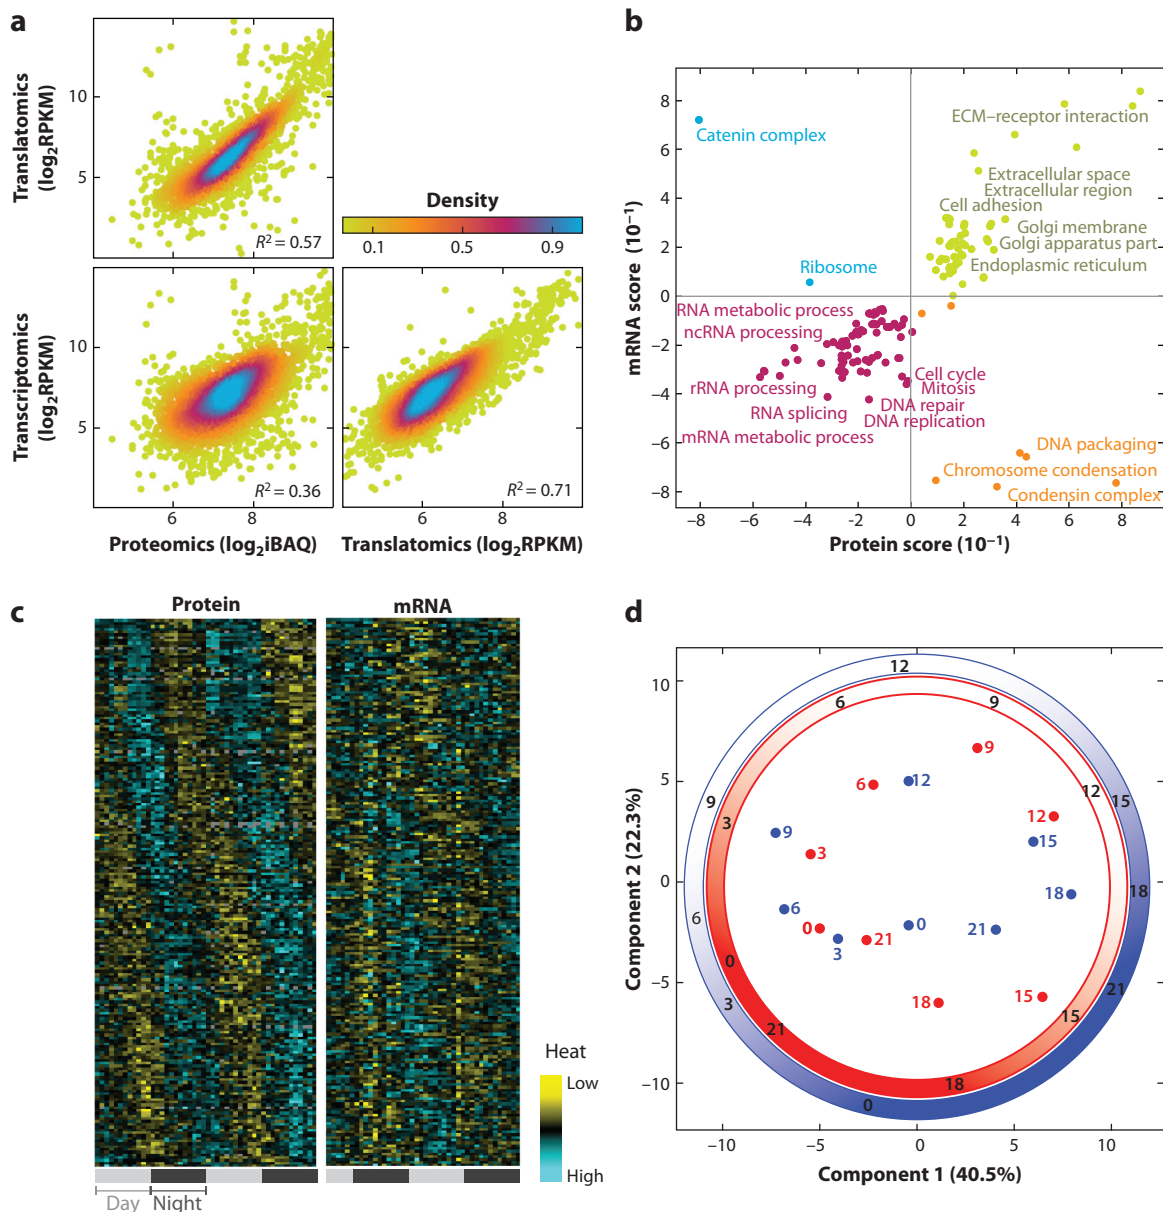 a
Translatomics
(log2RPKM)
10
5
R² = 0.57
Density
0.1
0.5
0.9
Transcriptomics
(log2RPKM)
10
5
R² = 0.36
R² = 0.71
6
8
6
8
Proteomics (log2iBAQ)
Translatomics (log2RPKM)
b
mRNA score (10⁻¹)
8
6
4
2
0
−2
−4
−6
−8
Catenin complex
ECM–receptor interaction
Extracellular space
Extracellular region
Cell adhesion
Golgi membrane
Golgi apparatus part
Endoplasmic reticulum
Ribosome
RNA metabolic process
ncRNA processing
rRNA processing
RNA splicing
mRNA metabolic process
Cell cycle
Mitosis
DNA repair
DNA replication
DNA packaging
Chromosome condensation
Condensin complex
−8
−6
−4
−2
0
2
4
6
8
Protein score (10⁻¹)
c
Protein
mRNA
Heat
Low
High
Day
Night
d
Component 2 (22.3%)
10
5
0
−5
−10
12
6
9
9
3
12
15
6
18
0
3
21
21
15
18
0
9
6
12
12
15
9
3
6
18
0
3
21
0
21
18
15
−10
−5
0
5
10
Component 1 (40.5%)